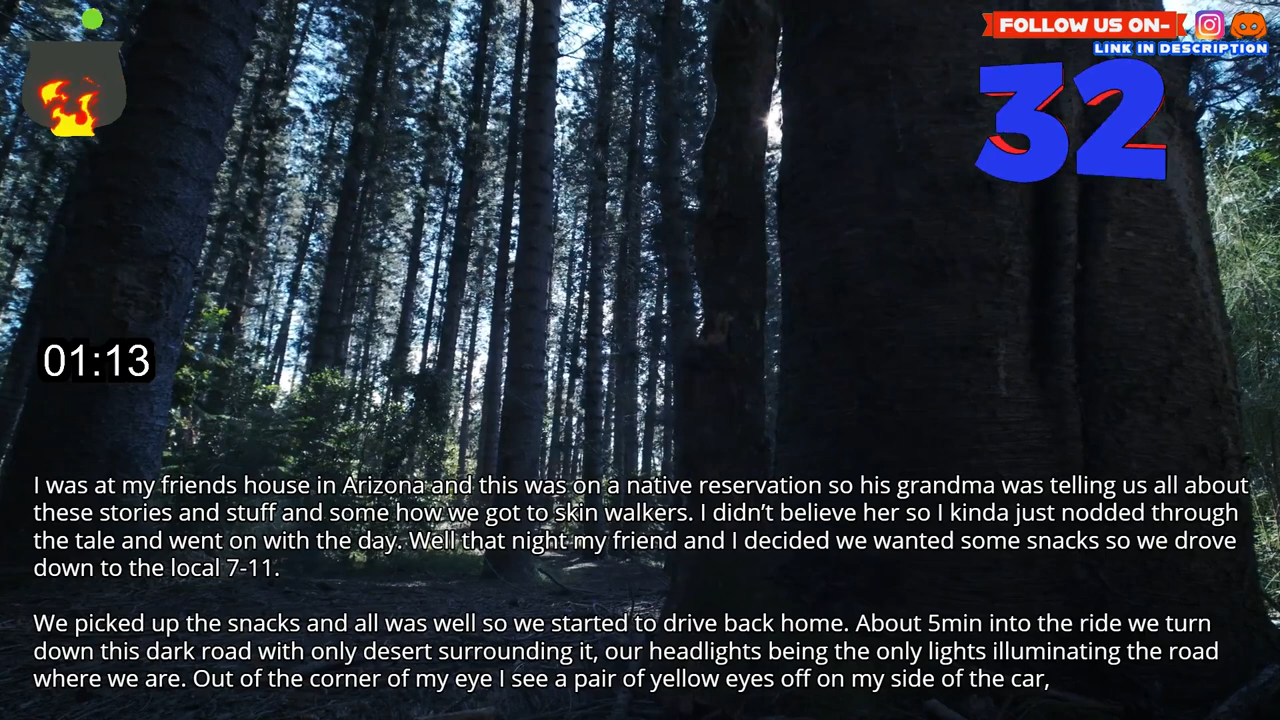 FOLLOW US ON-
LINK IN DESCRIPTION
32
01:13
I was at my friends house in Arizona and this was on a native reservation so his grandma was telling us all about
these stories and stuff and some how we got to skin walkers. I didn’t believe her so I kinda just nodded through
the tale and went on with the day. Well that night my friend and I decided we wanted some snacks so we drove
down to the local 7-11.
We picked up the snacks and all was well so we started to drive back home. About 5min into the ride we turn
down this dark road with only desert surrounding it, our headlights being the only lights illuminating the road
where we are. Out of the corner of my eye I see a pair of yellow eyes off on my side of the car,